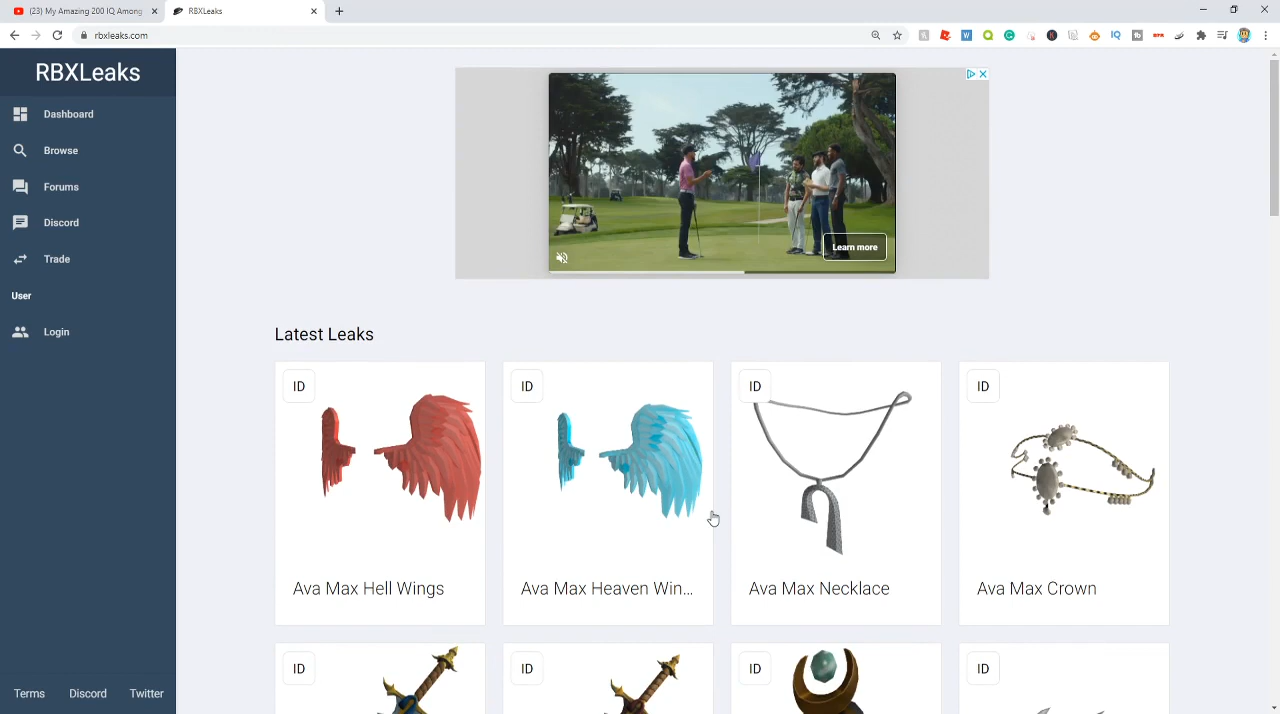 (23) My Amazing 200 IQ Among
RBXLeaks
rbxleaks.com
RBXLeaks
Dashboard
Browse
Forums
Discord
Trade
User
Login
Terms Discord Twitter
Learn more
Latest Leaks
ID ID ID ID
Ava Max Hell Wings Ava Max Heaven Win... Ava Max Necklace Ava Max Crown
ID ID ID ID